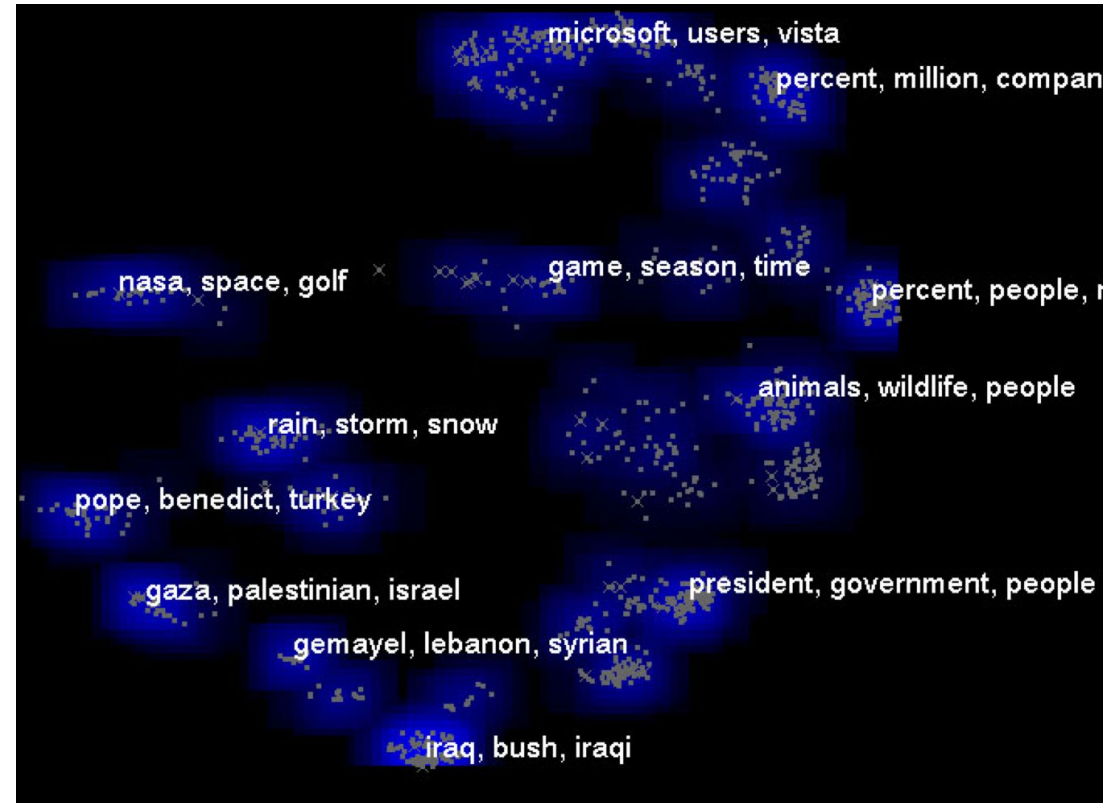 microsoft, users, vista
percent, million, compan
game, season, time
nasa, space, golf
percent, people, r
animals, wildlife, people
rain, storm, snow
pope, benedict, turkey
president, government, people
gaza, palestinian, israel
gemayel, lebanon, syrian
iraq, bush, iraqi